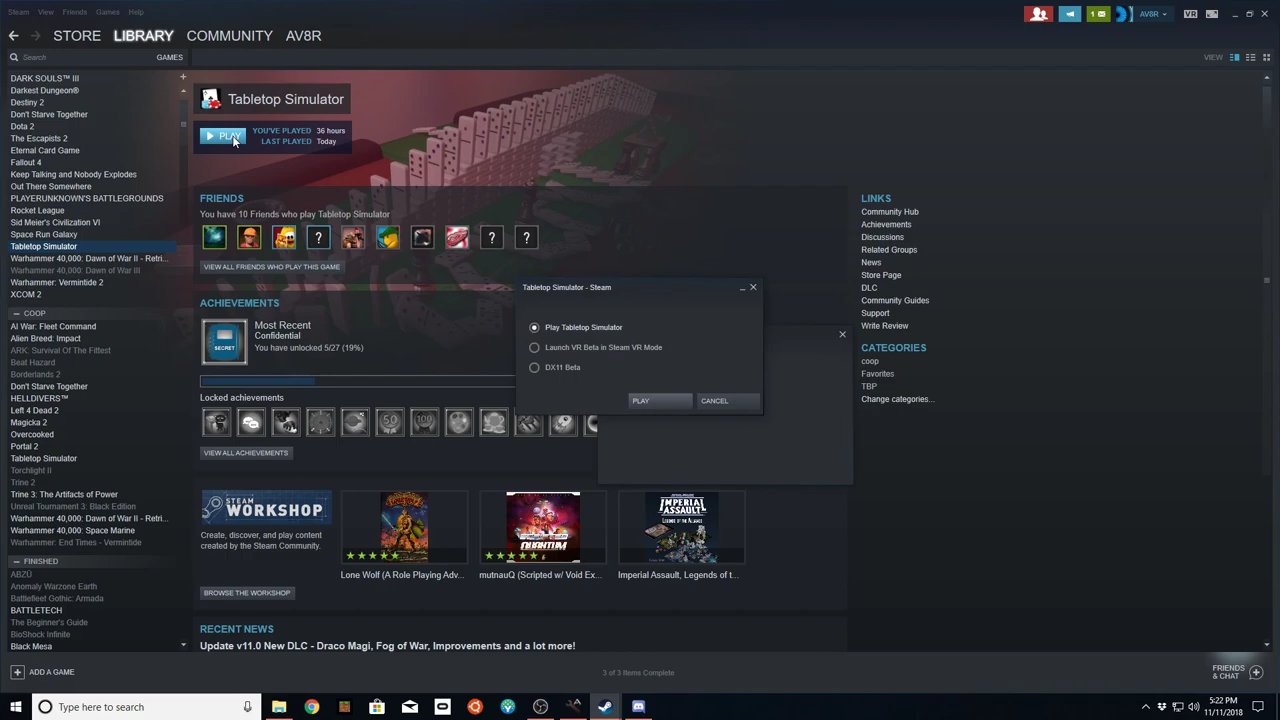 Steam View Friends Games Help
1
AV8R
VR
STORE LIBRARY COMMUNITY AV8R
Search GAMES
VIEW
DARK SOULS™ III
Darkest Dungeon®
Destiny 2
Don't Starve Together
Dota 2
The Escapists 2
Eternal Card Game
Fallout 4
Keep Talking and Nobody Explodes
Out There Somewhere
PLAYERUNKNOWN'S BATTLEGROUNDS
Rocket League
Sid Meier's Civilization VI
Space Run Galaxy
Tabletop Simulator
Warhammer 40,000: Dawn of War II - Retri...
Warhammer 40,000: Dawn of War III
Warhammer: Vermintide 2
XCOM 2
COOP
AI War: Fleet Command
Alien Breed: Impact
ARK: Survival Of The Fittest
Beat Hazard
Borderlands 2
Don't Starve Together
HELLDIVERS™
Left 4 Dead 2
Magicka 2
Overcooked
Portal 2
Tabletop Simulator
Torchlight II
Trine 2
Trine 3: The Artifacts of Power
Unreal Tournament 3: Black Edition
Warhammer 40,000: Dawn of War II - Retri...
Warhammer 40,000: Space Marine
Warhammer: End Times - Vermintide
FINISHED
ABZÛ
Anomaly Warzone Earth
Battlefleet Gothic: Armada
BATTLETECH
The Beginner's Guide
BioShock Infinite
Black Mesa
ADD A GAME
Tabletop Simulator
PLAY
YOU'VE PLAYED 36 hours
LAST PLAYED Today
FRIENDS
You have 10 Friends who play Tabletop Simulator
? ? ?
VIEW ALL FRIENDS WHO PLAY THIS GAME
ACHIEVEMENTS
SECRET
Most Recent
Confidential
You have unlocked 5/27 (19%)
Locked achievements
50
100
VIEW ALL ACHIEVEMENTS
STEAM WORKSHOP
Create, discover, and play content
created by the Steam Community.
BROWSE THE WORKSHOP
Lone Wolf (A Role Playing Adv...
QUANTUM
mutnauQ (Scripted w/ Void Ex...
IMPERIAL ASSAULT
Imperial Assault, Legends of t...
RECENT NEWS
Update v11.0 New DLC - Draco Magi, Fog of War, Improvements and a lot more!
Tabletop Simulator - Steam
Play Tabletop Simulator
Launch VR Beta in Steam VR Mode
DX11 Beta
PLAY CANCEL
LINKS
Community Hub
Achievements
Discussions
Related Groups
News
Store Page
DLC
Community Guides
Support
Write Review
CATEGORIES
coop
Favorites
TBP
Change categories...
3 of 3 Items Complete
FRIENDS
& CHAT
Type here to search
5:22 PM
11/11/2018